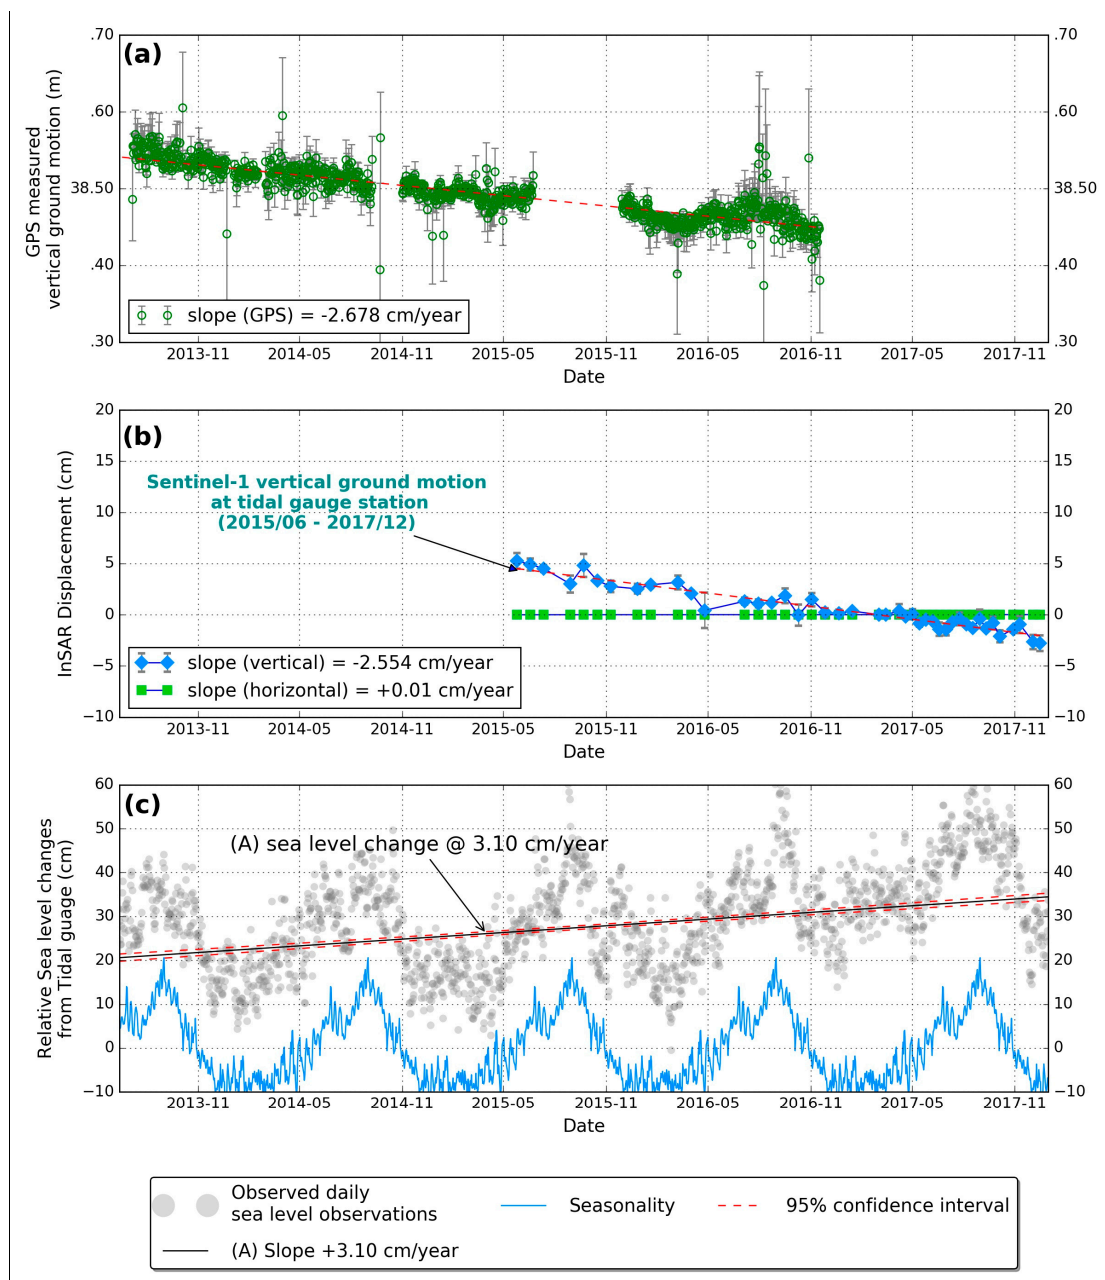 (a)
GPS measured
vertical ground motion (m)
.70
.60
38.50
.40
.30
.70
.60
38.50
.40
.30
slope (GPS) = -2.678 cm/year
2013-11 2014-05 2014-11 2015-05 2015-11 2016-05 2016-11 2017-05 2017-11
Date
(b)
InSAR Displacement (cm)
20
15
10
5
0
−5
−10
20
15
10
5
0
−5
−10
Sentinel-1 vertical ground motion
at tidal gauge station
(2015/06 - 2017/12)
slope (vertical) = -2.554 cm/year
slope (horizontal) = +0.01 cm/year
2013-11 2014-05 2014-11 2015-05 2015-11 2016-05 2016-11 2017-05 2017-11
Date
(c)
Relative Sea level changes
from Tidal guage (cm)
60
50
40
30
20
10
0
−10
60
50
40
30
20
10
0
−10
(A) sea level change @ 3.10 cm/year
2013-11 2014-05 2014-11 2015-05 2015-11 2016-05 2016-11 2017-05 2017-11
Date
Observed daily
sea level observations
Seasonality
95% confidence interval
(A) Slope +3.10 cm/year